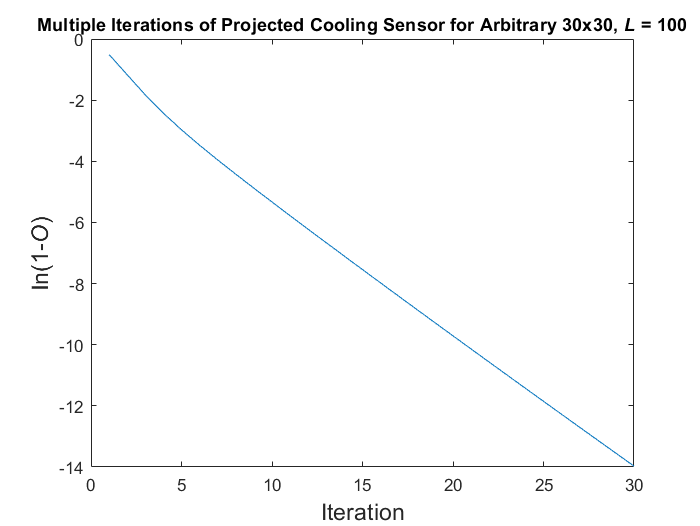 Multiple Iterations of Projected Cooling Sensor for Arbitrary 30x30, L = 100
0
-2
-4
-6
-8
-10
-12
-14
ln(1-O)
0 5 10 15 20 25 30
Iteration